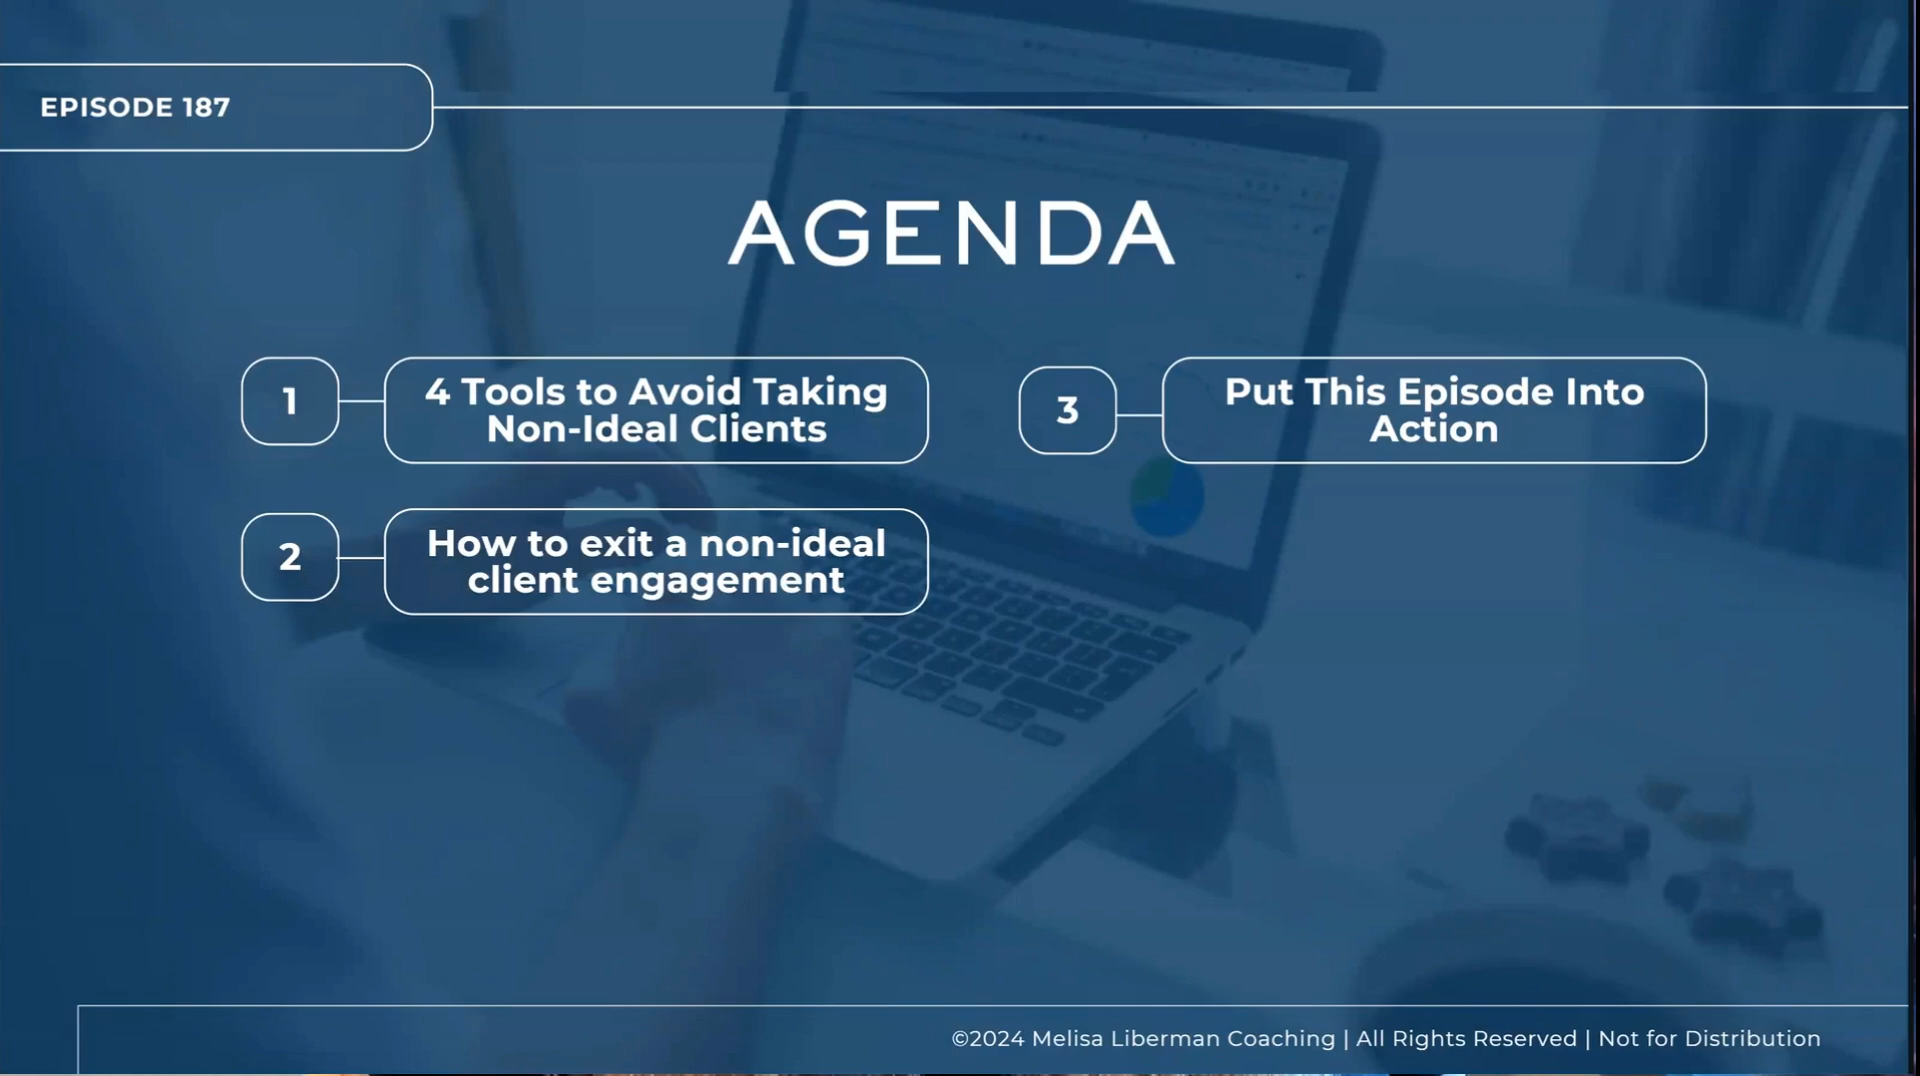 EPISODE 187
AGENDA
1
4 Tools to Avoid Taking
Non-Ideal Clients
2
How to exit a non-ideal
client engagement
3
Put This Episode Into
Action
©2024 Melisa Liberman Coaching | All Rights Reserved | Not for Distribution